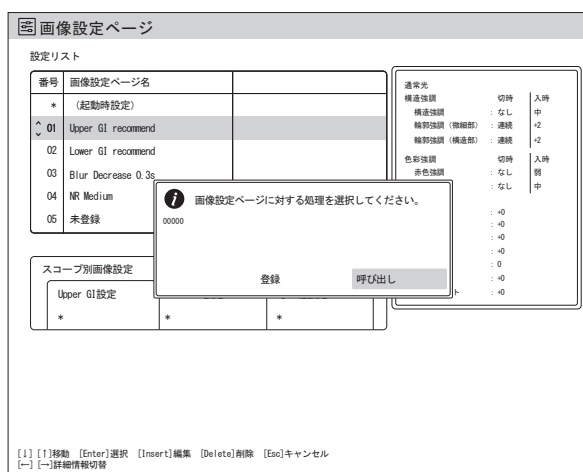 画像設定ページ
設定リスト
番号 画像設定ページ名
* （起動時設定）
01 Upper GI recommend
02 Lower GI recommend
03 Blur Decrease 0.3s
04 NR Medium
05 未登録
画像設定ページに対する処理を選択してください。
00000
登録 呼び出し
スコープ別画像設定
Upper GI設定
* * *
通常光
構造強調 切時 入時
構造強調 : なし 中
輪郭強調（微細部） : 連続 +2
輪郭強調（構造部） : 連続 +2
色彩強調 切時 入時
赤色強調 : なし 弱
: なし 中
: +0
: +0
: +0
: +0
: 0
: +0
ト : +0
[↓] [↑]移動 [Enter]選択 [Insert]編集 [Delete]削除 [Esc]キャンセル
[←] [→]詳細情報切替